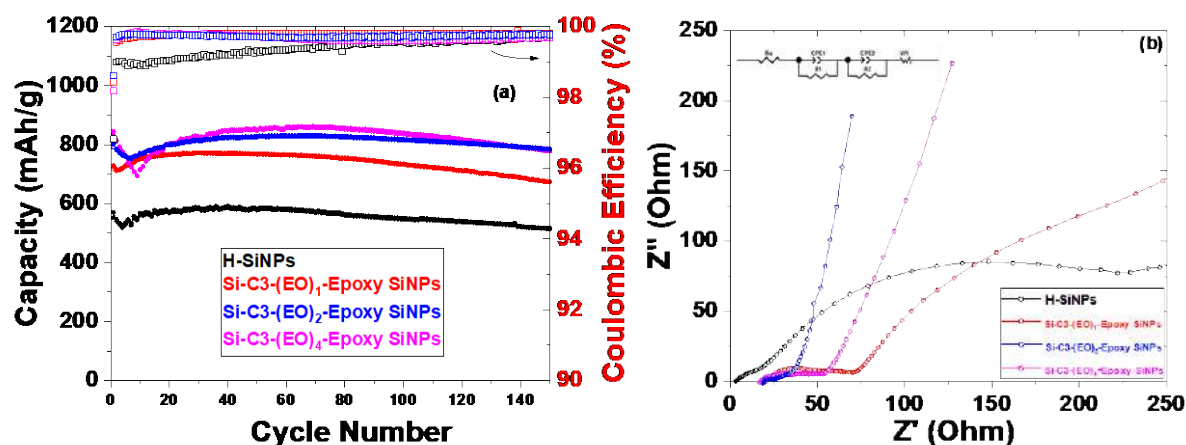 (a)
Capacity (mAh/g)
1200
1000
800
600
400
200
0
0 20 40 60 80 100 120 140
Cycle Number
100
98
96
94
92
90
Coulombic Efficiency (%)
H-SiNPs
Si-C3-(EO)1-Epoxy SiNPs
Si-C3-(EO)2-Epoxy SiNPs
Si-C3-(EO)4-Epoxy SiNPs
(b)
CPE1 CPE2
R1 R2
Z'' (Ohm)
250
200
150
100
50
0
0 50 100 150 200 250
Z' (Ohm)
H-SiNPs
Si-C3-(EO)1-Epoxy SiNPs
Si-C3-(EO)2-Epoxy SiNPs
Si-C3-(EO)4-Epoxy SiNPs